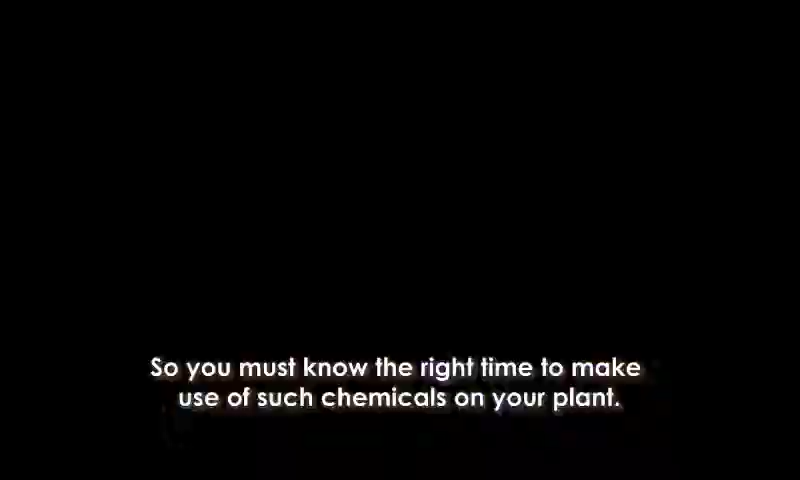 So you must know the right time to make
use of such chemicals on your plant.